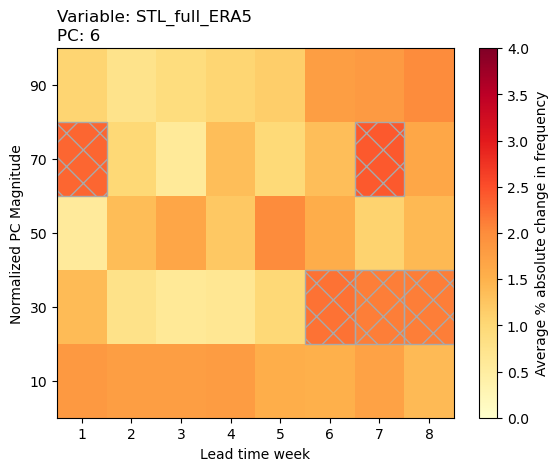 Variable: STL_full_ERA5
PC: 6
Normalized PC Magnitude
90
70
50
30
10
1 2 3 4 5 6 7 8
Lead time week
4.0
3.5
3.0
2.5
2.0
1.5
1.0
0.5
0.0
Average % absolute change in frequency